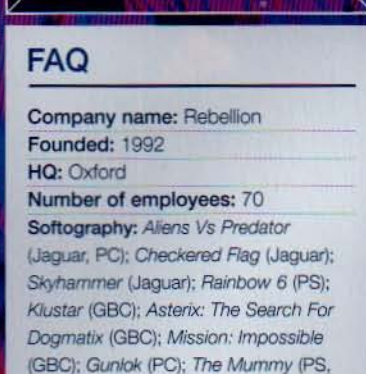 FAQ
Company name: Rebellion
Founded: 1992
HQ: Oxford
Number of employees: 70
Softography: Aliens Vs Predator
(Jaguar, PC); Checkered Flag (Jaguar);
Skyhammer (Jaguar); Rainbow 6 (PS);
Klustar (GBC); Asterix: The Search For
Dogmatix (GBC); Mission: Impossible
(GBC); Gunlok (PC); The Mummy (PS,